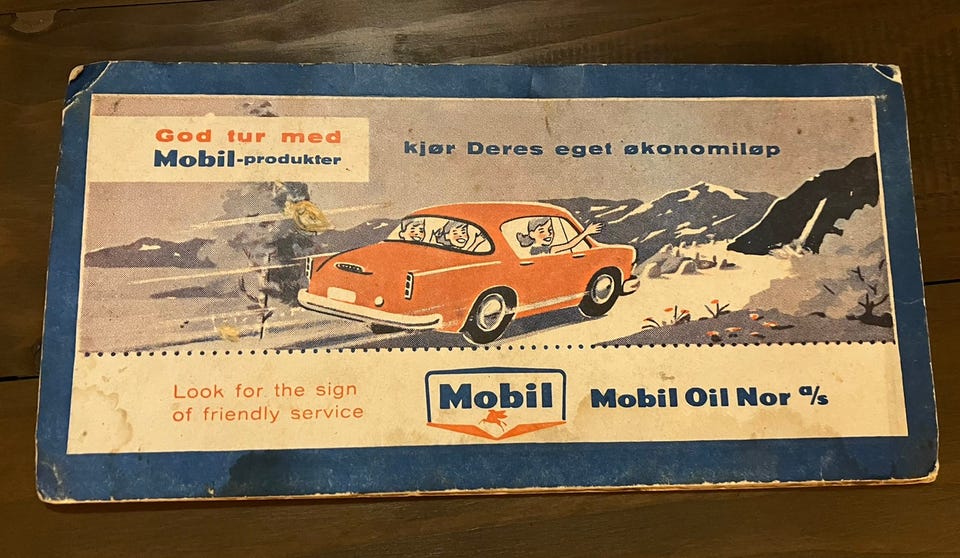 God tur med
Mobil-produkter
kjør Deres eget økonomiløp
Look for the sign
of friendly service
Mobil
Mobil Oil Nor a/s